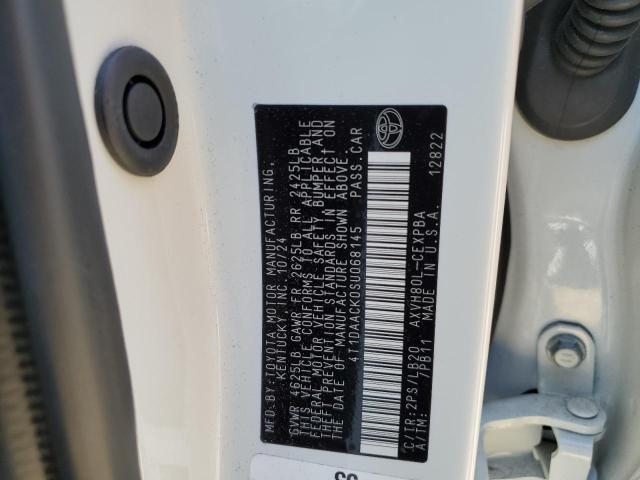 MFD.BY:TOYOTA MOTOR MANUFACTURING,
KENTUCKY, INC. 10/24
GVWR 4625LB GAWR FR 2625LB RR 2425LB
THIS VEHICLE CONFORMS TO ALL APPLICABLE
FEDERAL MOTOR VEHICLE SAFETY, BUMPER, AND
THEFT PREVENTION STANDARDS IN EFFECT ON
THE DATE OF MANUFACTURE SHOWN ABOVE.
4T1DAACK0SU068145 PASS.CAR
C/TR:2PS/LB20 AXVH80L-CEXPBA
A/TM: 7PB11 MADE IN U.S.A. 12822